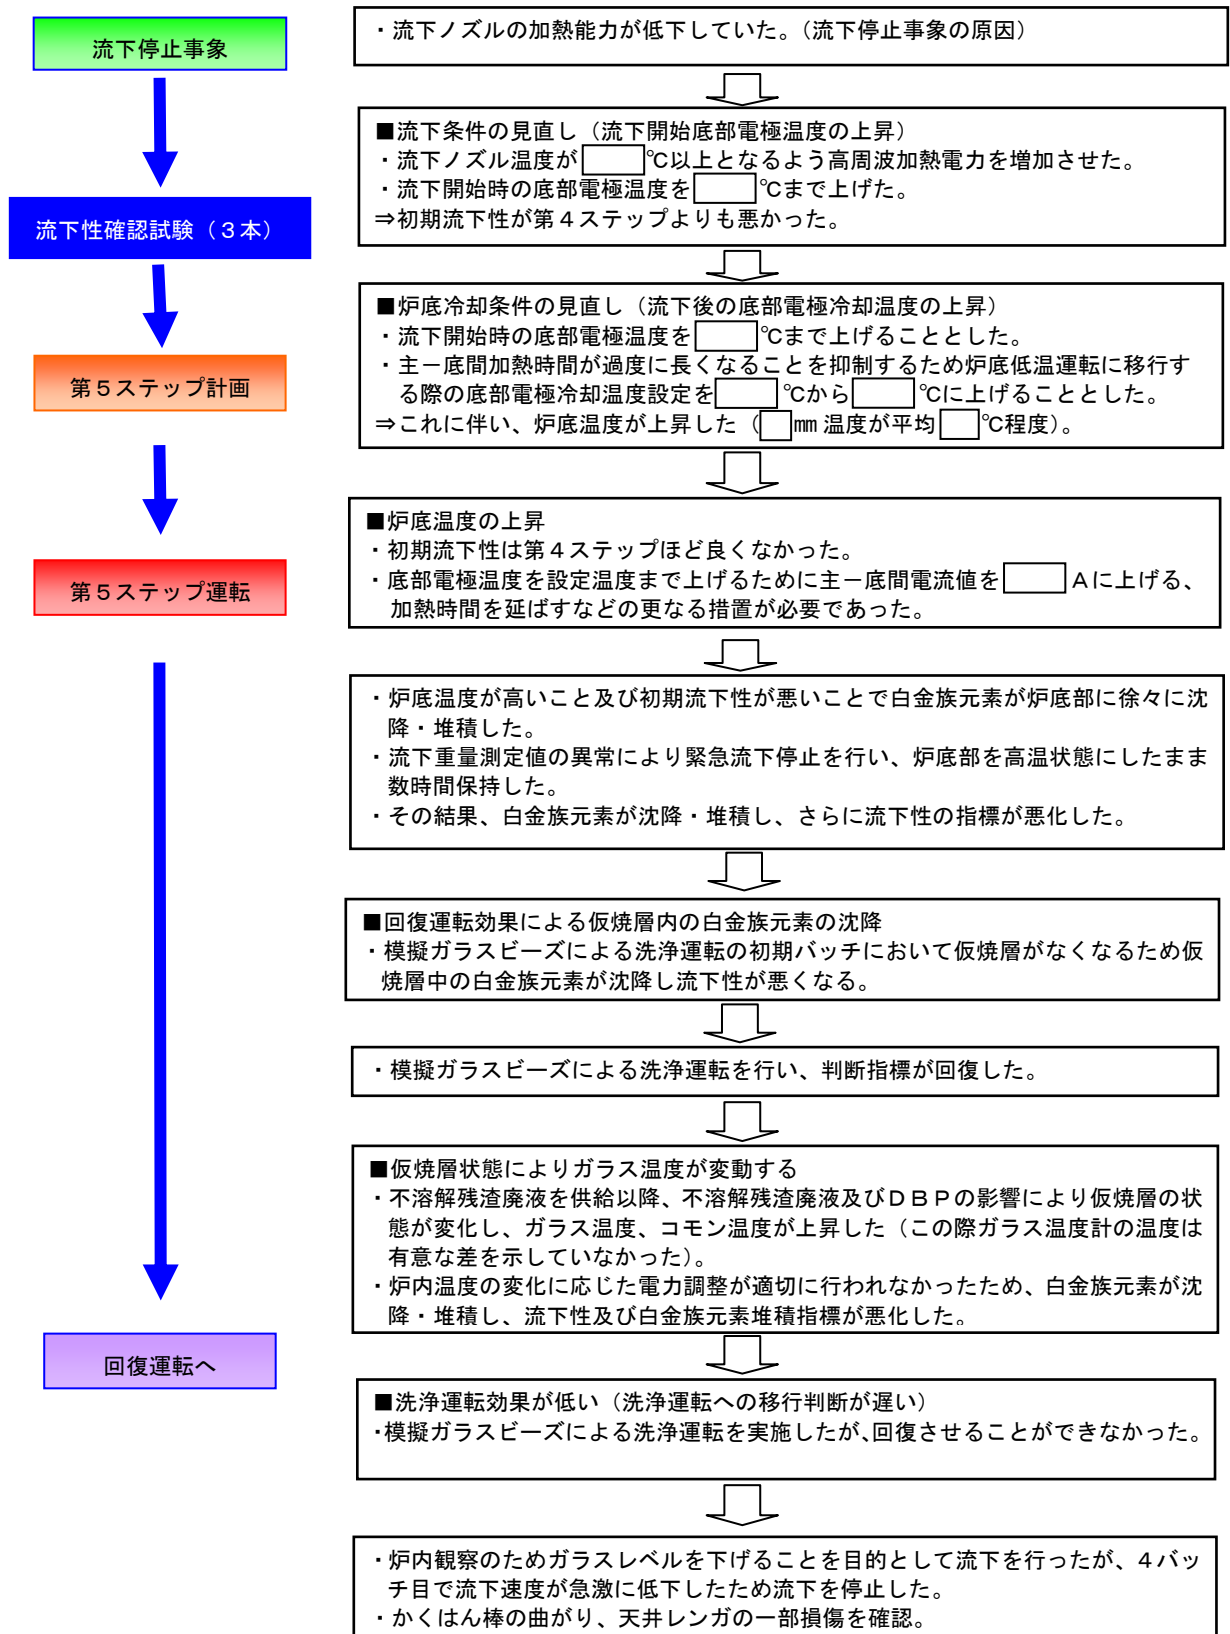 流下停止事象
・流下ノズルの加熱能力が低下していた。（流下停止事象の原因）
■流下条件の見直し（流下開始底部電極温度の上昇）
・流下ノズル温度が　　℃以上となるよう高周波加熱電力を増加させた。
・流下開始時の底部電極温度を　　℃まで上げた。
⇒初期流下性が第４ステップよりも悪かった。
流下性確認試験（３本）
■炉底冷却条件の見直し（流下後の底部電極冷却温度の上昇）
・流下開始時の底部電極温度を　　℃まで上げることとした。
・主－底間加熱時間が過度に長くなることを抑制するため炉底低温運転に移行す
る際の底部電極冷却温度設定を　　℃から　　℃に上げることとした。
⇒これに伴い、炉底温度が上昇した（　㎜温度が平均　℃程度）。
第５ステップ計画
■炉底温度の上昇
・初期流下性は第４ステップほど良くなかった。
・底部電極温度を設定温度まで上げるために主－底間電流値を　　Ａに上げる、
加熱時間を延ばすなどの更なる措置が必要であった。
第５ステップ運転
・炉底温度が高いこと及び初期流下性が悪いことで白金族元素が炉底部に徐々に沈
降・堆積した。
・流下重量測定値の異常により緊急流下停止を行い、炉底部を高温状態にしたまま
数時間保持した。
・その結果、白金族元素が沈降・堆積し、さらに流下性の指標が悪化した。
■回復運転効果による仮焼層内の白金族元素の沈降
・模擬ガラスビーズによる洗浄運転の初期バッチにおいて仮焼層がなくなるため仮
焼層中の白金族元素が沈降し流下性が悪くなる。
・模擬ガラスビーズによる洗浄運転を行い、判断指標が回復した。
■仮焼層状態によりガラス温度が変動する
・不溶解残渣廃液を供給以降、不溶解残渣廃液及びＤＢＰの影響により仮焼層の状
態が変化し、ガラス温度、コモン温度が上昇した（この際ガラス温度計の温度は
有意な差を示していなかった）。
・炉内温度の変化に応じた電力調整が適切に行われなかったため、白金族元素が沈
降・堆積し、流下性及び白金族元素堆積指標が悪化した。
回復運転へ
■洗浄運転効果が低い（洗浄運転への移行判断が遅い）
・模擬ガラスビーズによる洗浄運転を実施したが、回復させることができなかった。
・炉内観察のためガラスレベルを下げることを目的として流下を行ったが、４バッ
チ目で流下速度が急激に低下したため流下を停止した。
・かくはん棒の曲がり、天井レンガの一部損傷を確認。